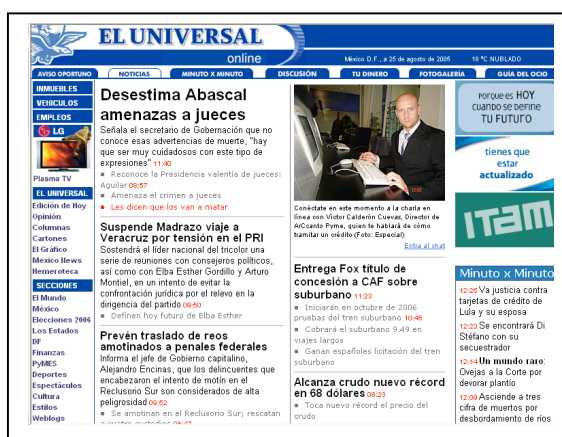 EL UNIVERSAL
online
México D.F., a 25 de agosto de 2005
18 °C NUBLADO
AVISO OPORTUNO
NOTICIAS
MINUTO X MINUTO
DISCUSIÓN
TU DINERO
FOTOGALERÍA
GUÍA DEL OCIO
INMUEBLES
VEHICULOS
EMPLEOS
LG
Plasma TV
EL UNIVERSAL
Edición de Hoy
Opinión
Columnas
Cartones
El Gráfico
Mexico News
Hemeroteca
SECCIONES
El Mundo
México
Elecciones 2006
Los Estados
DF
Finanzas
PyMES
Deportes
Espectáculos
Cultura
Estilos
Weblogs
Desestima Abascal
amenazas a jueces
Señala el secretario de Gobernación que no
conoce esas advertencias de muerte, "hay
que ser muy cuidadosos con este tipo de
expresiones" 11:40
Reconoce la Presidencia valentía de jueces:
Aguilar 08:57
Amenaza el crimen a jueces
Les dicen que los van a matar
Suspende Madrazo viaje a
Veracruz por tensión en el PRI
Sostendrá el líder nacional del tricolor una
serie de reuniones con consejeros políticos,
así como con Elba Esther Gordillo y Arturo
Montiel, en un intento de evitar la
confrontación jurídica por el relevo en la
dirigencia del partido 09:50
Definen hoy futuro de Elba Esther
Prevén traslado de reos
amotinados a penales federales
Informa el jefe de Gobierno capitalino,
Alejandro Encinas, que los delincuentes que
encabezaron el intento de motín en el
Reclusorio Sur son considerados de alta
peligrosidad 09:52
Se amotinan en el Reclusorio Sur; rescatan
12:00
Conéctate en este momento a la charla en
línea con Víctor Calderón Cuevas, Director de
ArCcanto Pyme, quien te hablará de cómo
tramitar un crédito (Foto: Especial)
Entra al chat
Entrega Fox título de
concesión a CAF sobre
suburbano 11:23
Iniciarán en octubre de 2006
pruebas del tren suburbano 10:46
Cobrará el suburbano 9.49 en
viajes largos
Ganan españoles licitación del tren
suburbano
Alcanza crudo nuevo récord
en 68 dólares 08:23
Toca nuevo récord el precio del
crudo
PORQUE ES HOY
CUANDO SE DEFINE
TU FUTURO
tienes que
estar
actualizado
ITAM
Minuto x Minuto
12:25 Va justicia contra
tarjetas de crédito de
Lula y su esposa
12:23 Se encontrará Di
Stéfano con su
secuestrador
12:14 Un mundo raro:
Ovejas a la Corte por
devorar plantío
12:09 Asciende a tres
cifra de muertos por
desbordamiento de ríos